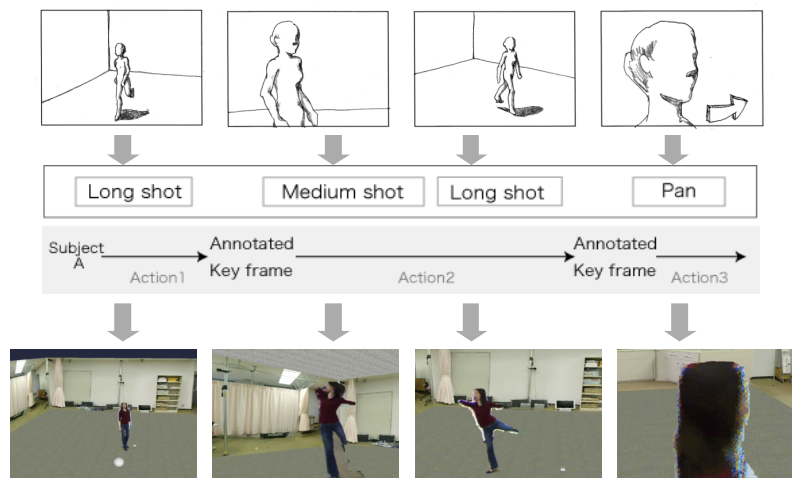 Long shot
Medium shot
Long shot
Pan
Subject
A
Action1
Annotated
Key frame
Action2
Annotated
Key frame
Action3